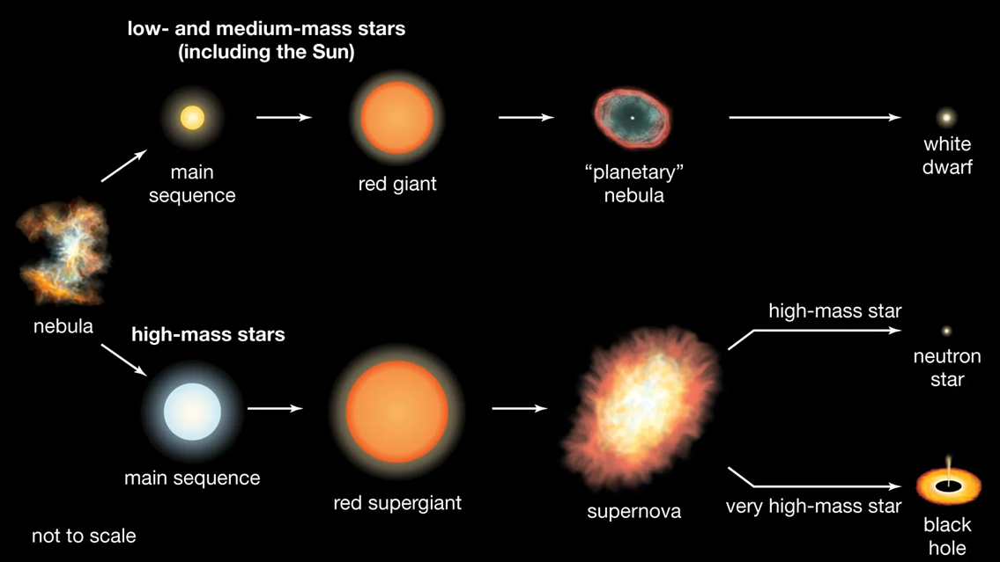 low- and medium-mass stars
(including the Sun)
main
sequence
red giant
“planetary”
nebula
white
dwarf
nebula
high-mass stars
main sequence
red supergiant
supernova
high-mass star
neutron
star
very high-mass star
black
hole
not to scale